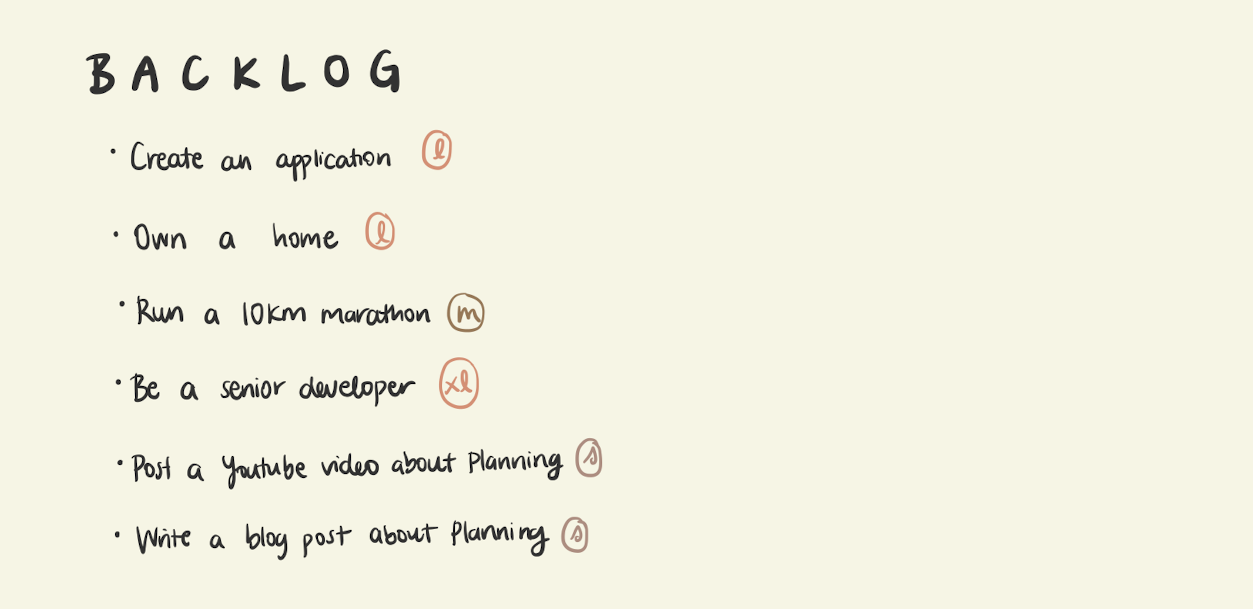 BACKLOG
• Create an application l
• Own a home l
• Run a 10km marathon m
• Be a senior developer xl
• Post a Youtube video about Planning s
• Write a blog post about Planning s